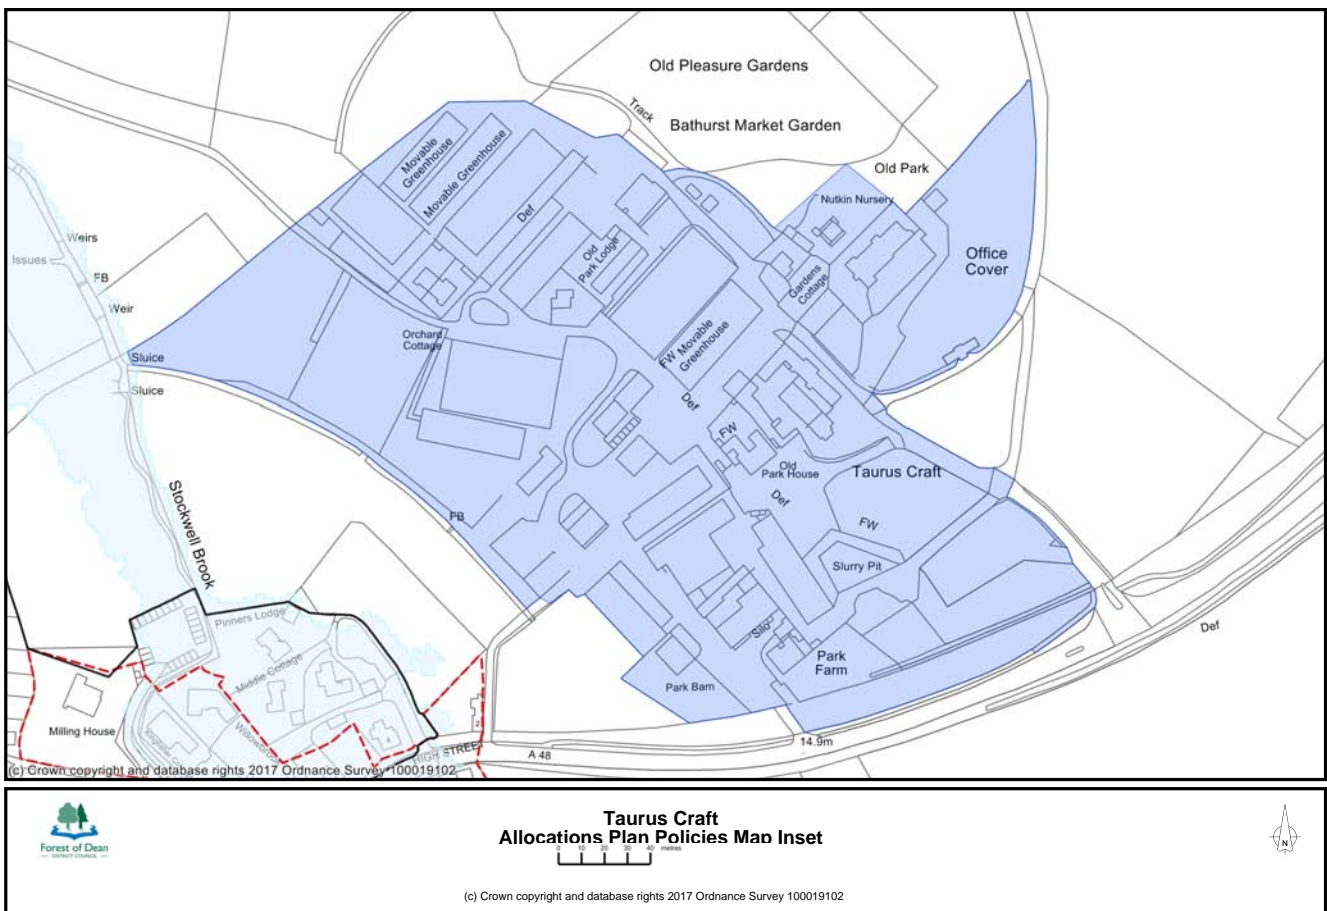 Old Pleasure Gardens
Track
Bathurst Market Garden
Old Park
Movable
Greenhouse
Movable Greenhouse
Def
Nutkin Nursery
Weirs
Issues
FB
Weir
Old
Park Lodge
Office
Cover
Gardens
Cottage
Orchard
Cottage
FW Movable
Greenhouse
Sluice
Sluice
Def
FW
Old
Park House
Taurus Craft
Def
Stockwell Brook
FB
FW
Slurry Pit
Pinners Lodge
Silo
Def
Park
Farm
Middle Cottage
Park Barn
Milling House
2
4
14.9m
HIGH STREET
A 48
(c) Crown copyright and database rights 2017 Ordnance Survey 100019102
Forest of Dean
DISTRICT COUNCIL
Taurus Craft
Allocations Plan Policies Map Inset
0 10 20 30 40 metres
N
(c) Crown copyright and database rights 2017 Ordnance Survey 100019102